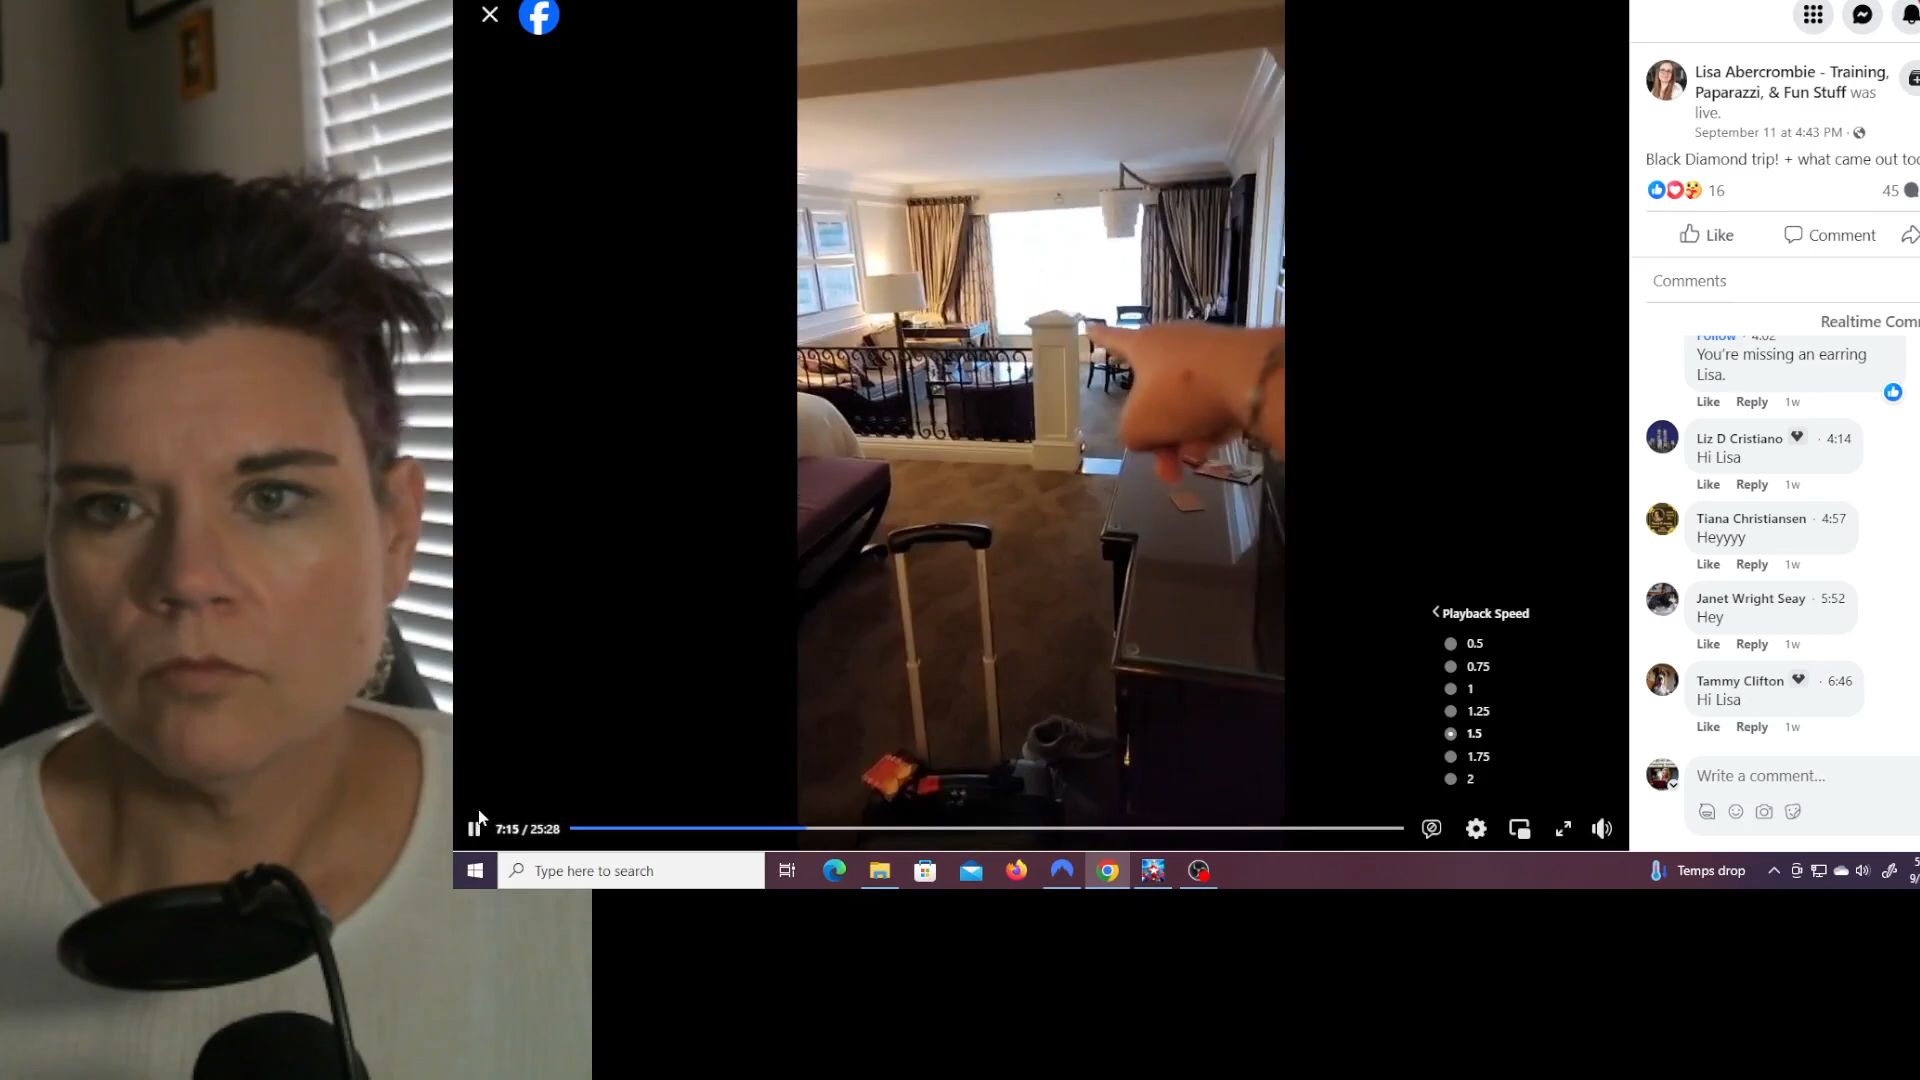 Lisa Abercrombie - Training,
Paparazzi, & Fun Stuff was
live.
September 11 at 4:43 PM ·
Black Diamond trip! + what came out too
16
45
Like
Comment
Comments
Realtime Com
Follow · 4:02
You're missing an earring
Lisa.
Like Reply 1w
Liz D Cristiano · 4:14
Hi Lisa
Like Reply 1w
Tiana Christiansen · 4:57
Heyyyy
Like Reply 1w
Janet Wright Seay · 5:52
Hey
Like Reply 1w
Tammy Clifton · 6:46
Hi Lisa
Like Reply 1w
Write a comment...
Playback Speed
0.5
0.75
1
1.25
1.5
1.75
2
7:15 / 25:28
Type here to search
Temps drop